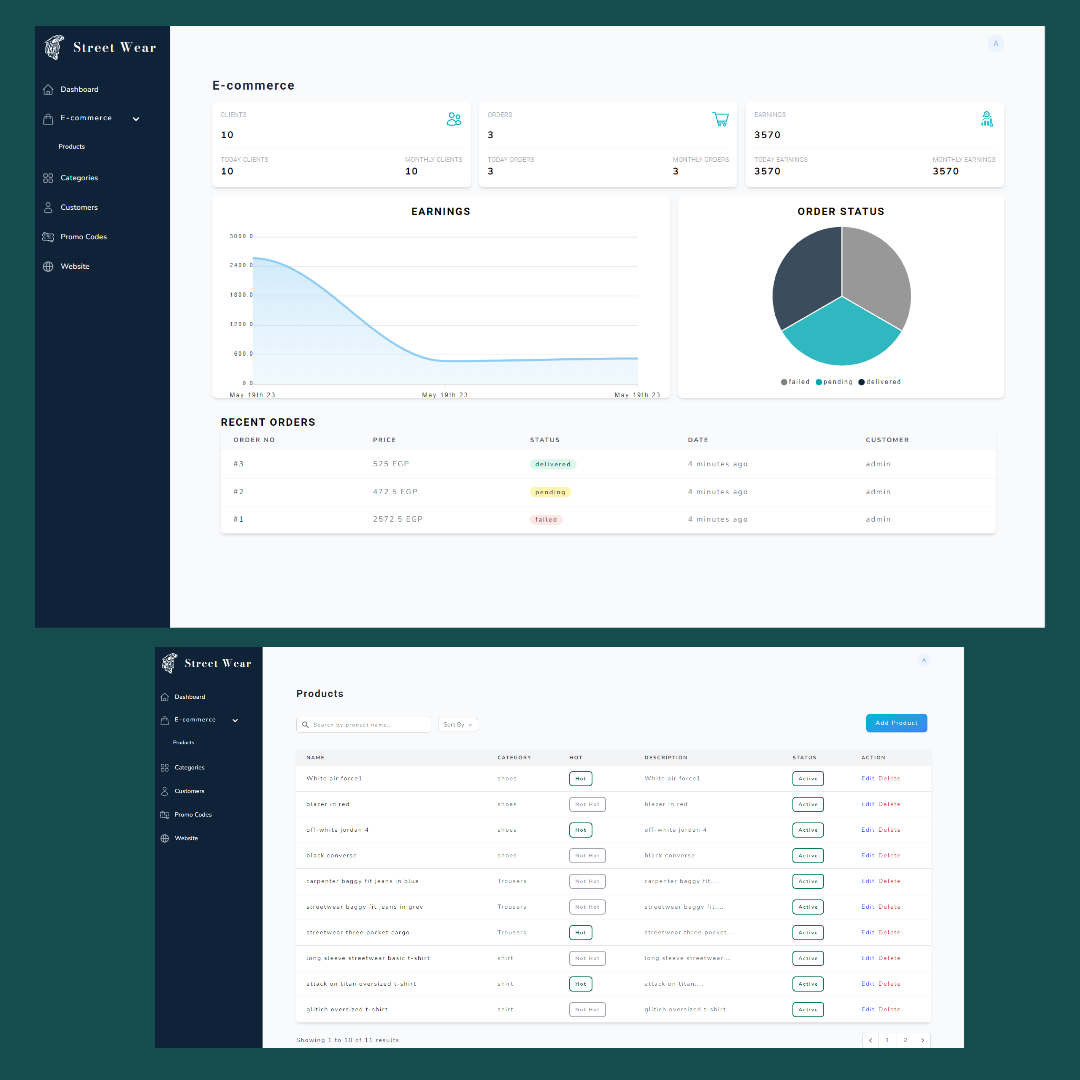 Street Wear
A
Dashboard
E-commerce
Products
Categories
Customers
Promo Codes
Website
E-commerce
CLIENTS
10
TODAY CLIENTS MONTHLY CLIENTS
10 10
ORDERS
3
TODAY ORDERS MONTHLY ORDERS
3 3
EARNINGS
3570
TODAY EARNINGS MONTHLY EARNINGS
3570 3570
EARNINGS
3000.0
2400.0
1800.0
1200.0
600.0
0.0
May 19th 23 May 19th 23 May 19th 23
ORDER STATUS
failed pending delivered
RECENT ORDERS
ORDER NO PRICE STATUS DATE CUSTOMER
#3 525 EGP delivered 4 minutes ago admin
#2 472.5 EGP pending 4 minutes ago admin
#1 2572.5 EGP failed 4 minutes ago admin
Street Wear
A
Dashboard
E-commerce
Products
Categories
Customers
Promo Codes
Website
Products
Search by product name.. Sort By Add Product
NAME CATEGORY HOT DESCRIPTION STATUS ACTION
White air force1 shoes Hot White air force1 Active Edit Delete
blazer in red shoes Not Hot blazer in red Active Edit Delete
off-white jordan 4 shoes Hot off-white jordan 4 Active Edit Delete
black converse shoes Not Hot black converse Active Edit Delete
carpenter baggy fit jeans in blue Trousers Not Hot carpenter baggy fit.... Active Edit Delete
streetwear baggy fit jeans in grey Trousers Not Hot streetwear baggy fit.... Active Edit Delete
streetwear three pocket cargo Trousers Hot streetwear three pocket.... Active Edit Delete
long sleeve streetwear basic t-shirt shirt Not Hot long sleeve streetwear.... Active Edit Delete
attack on titan oversized t-shirt shirt Hot attack on titan.... Active Edit Delete
glitich oversized t-shirt shirt Not Hot glitich oversized t-shirt Active Edit Delete
Showing 1 to 10 of 11 results < 1 2 >